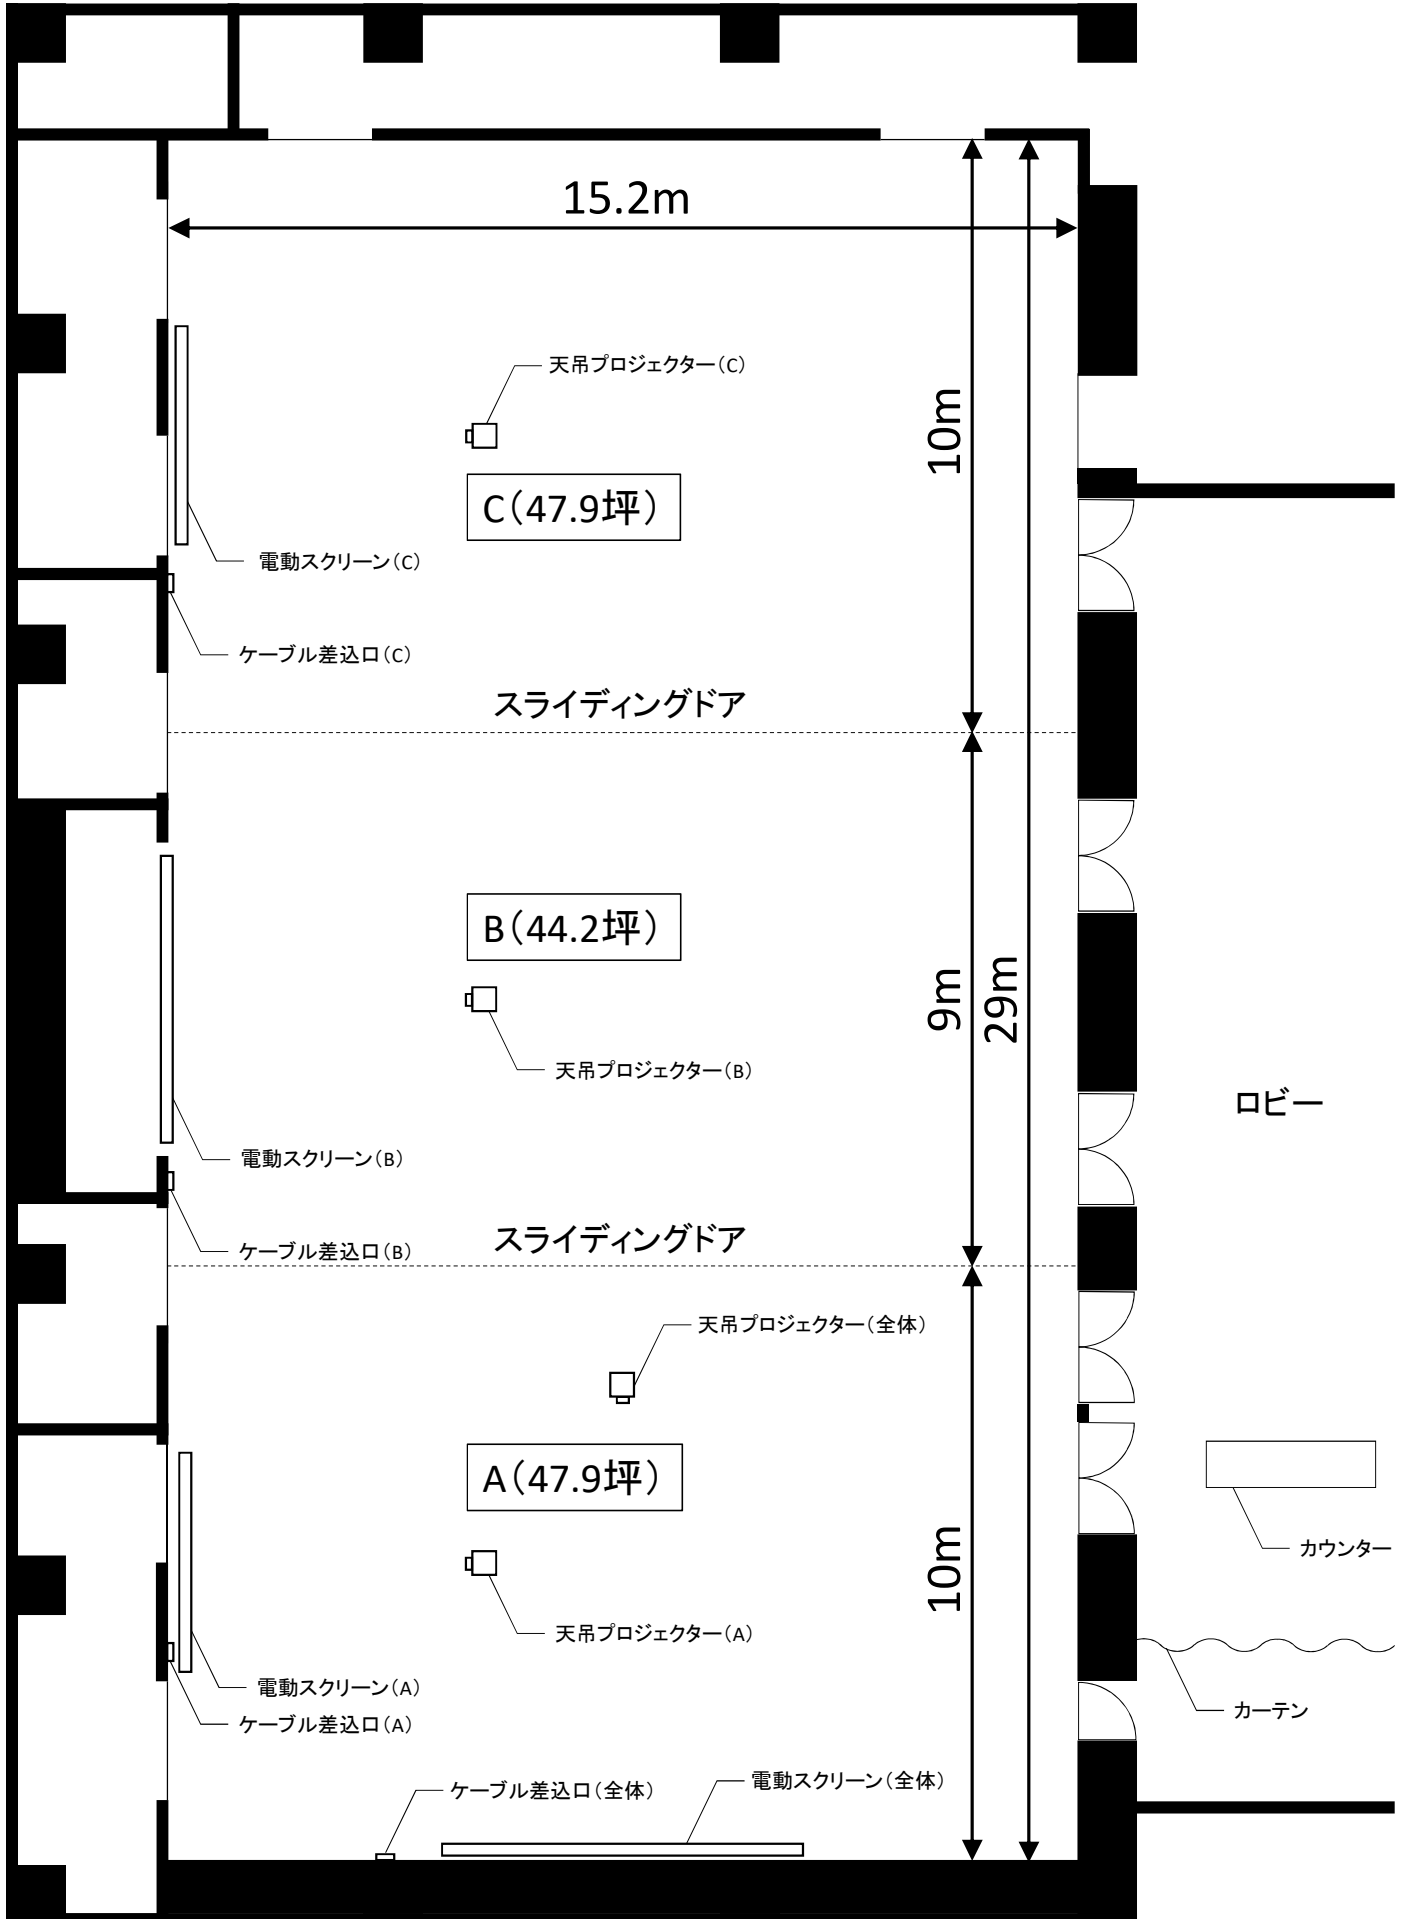 15.2m
天吊プロジェクター（C）
10m
C（47.9坪）
電動スクリーン（C）
ケーブル差込口（C）
スライディングドア
B（44.2坪）
9m
29m
天吊プロジェクター（B）
ロビー
電動スクリーン（B）
スライディングドア
ケーブル差込口（B）
天吊プロジェクター（全体）
A（47.9坪）
10m
カウンター
天吊プロジェクター（A）
電動スクリーン（A）
カーテン
ケーブル差込口（A）
電動スクリーン（全体）
ケーブル差込口（全体）